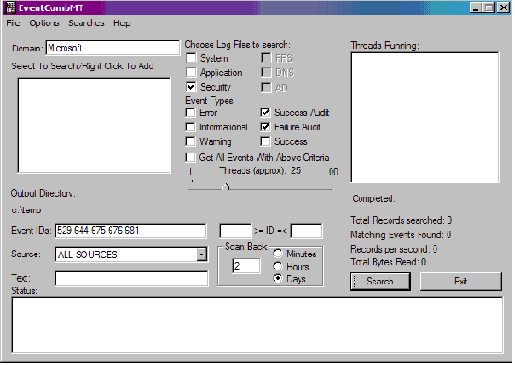 EventCombMT
File Options Searches Help
Domain: Microsoft
Choose Log Files to search:
Threads Running:
Select To Search/Right Click To Add
System FRS
Application DNS
Security AD
Event Types
Error Success Audit
Informational Failure Audit
Warning Success
Get All Events With Above Criteria
Threads (approx): 25
Output Directory:
c:\temp
Completed:
Total Records searched: 0
Event IDs: 529 644 675 676 681 >= ID =<
Matching Events Found: 0
Source: ALL SOURCES
Scan Back
2
Minutes
Hours
Days
Records per second: 0
Total Bytes Read: 0
Text:
Search Exit
Status: